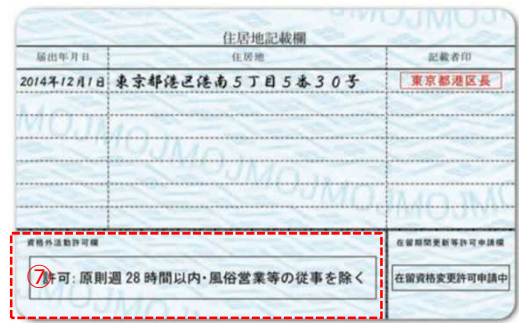 住居地記載欄
届出年月日 住居地 記載者印
2014年12月1日 東京都港区港南5丁目5番30号 東京都港区長
資格外活動許可欄 在留期間更新等許可申請欄
⑦許可:原則週28時間以内・風俗営業等の従事を除く 在留資格変更許可申請中
MOJMOJMOJMOJMOJ